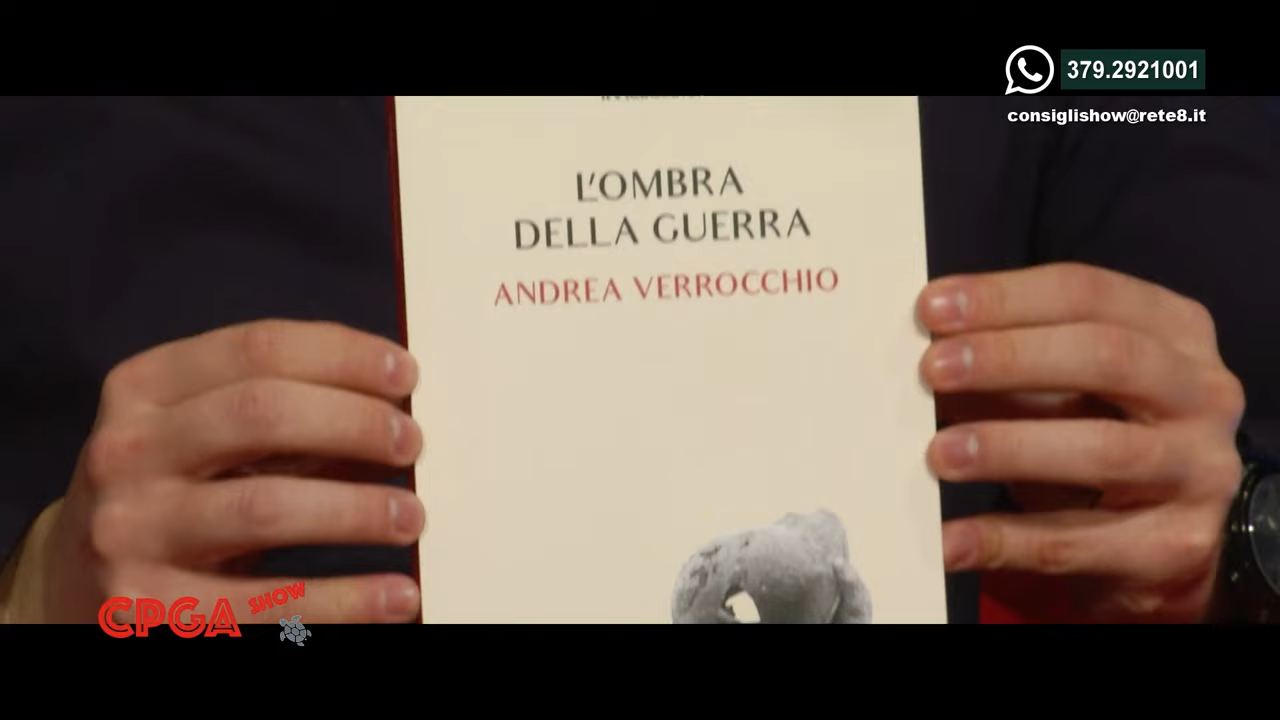 379.2921001
consiglishow@rete8.it
L'OMBRA
DELLA GUERRA
ANDREA VERROCCHIO
CPGA SHOW